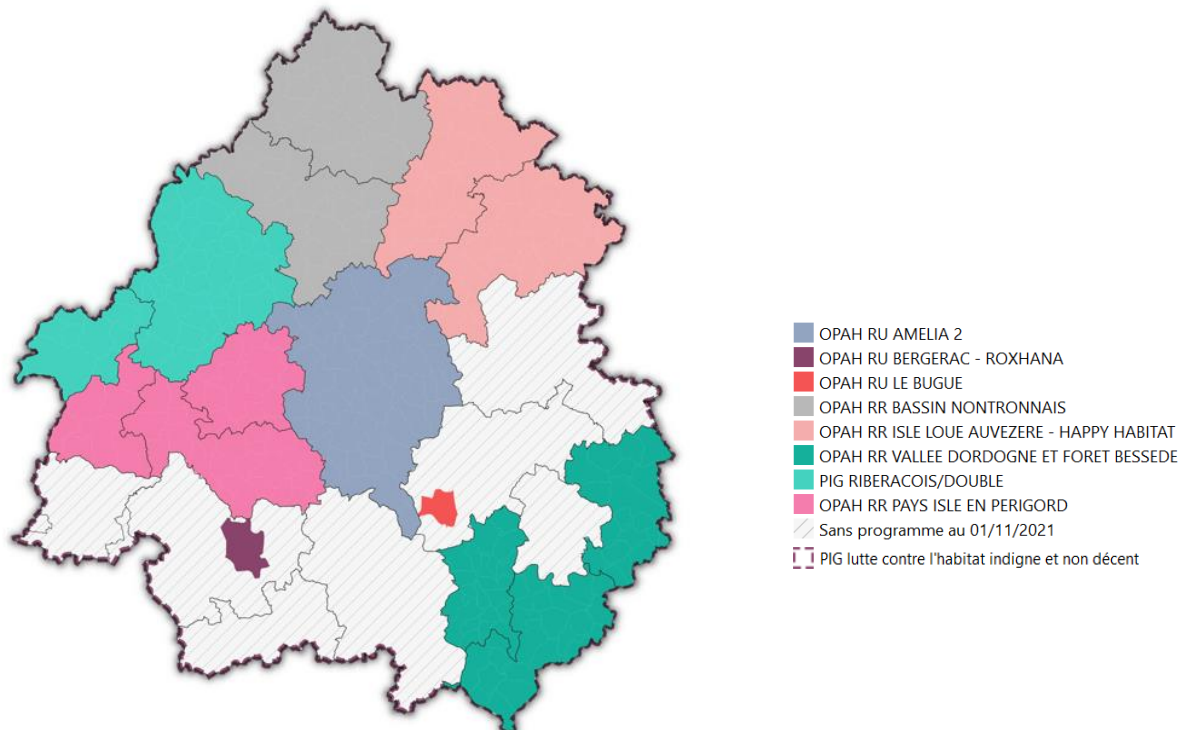 OPAH RU AMELIA 2
OPAH RU BERGERAC - ROXHANA
OPAH RU LE BUGUE
OPAH RR BASSIN NONTRONNAIS
OPAH RR ISLE LOUE AUVEZERE - HAPPY HABITAT
OPAH RR VALLEE DORDOGNE ET FORET BESSEDE
PIG RIBERACOIS/DOUBLE
OPAH RR PAYS ISLE EN PERIGORD
Sans programme au 01/11/2021
PIG lutte contre l'habitat indigne et non décent